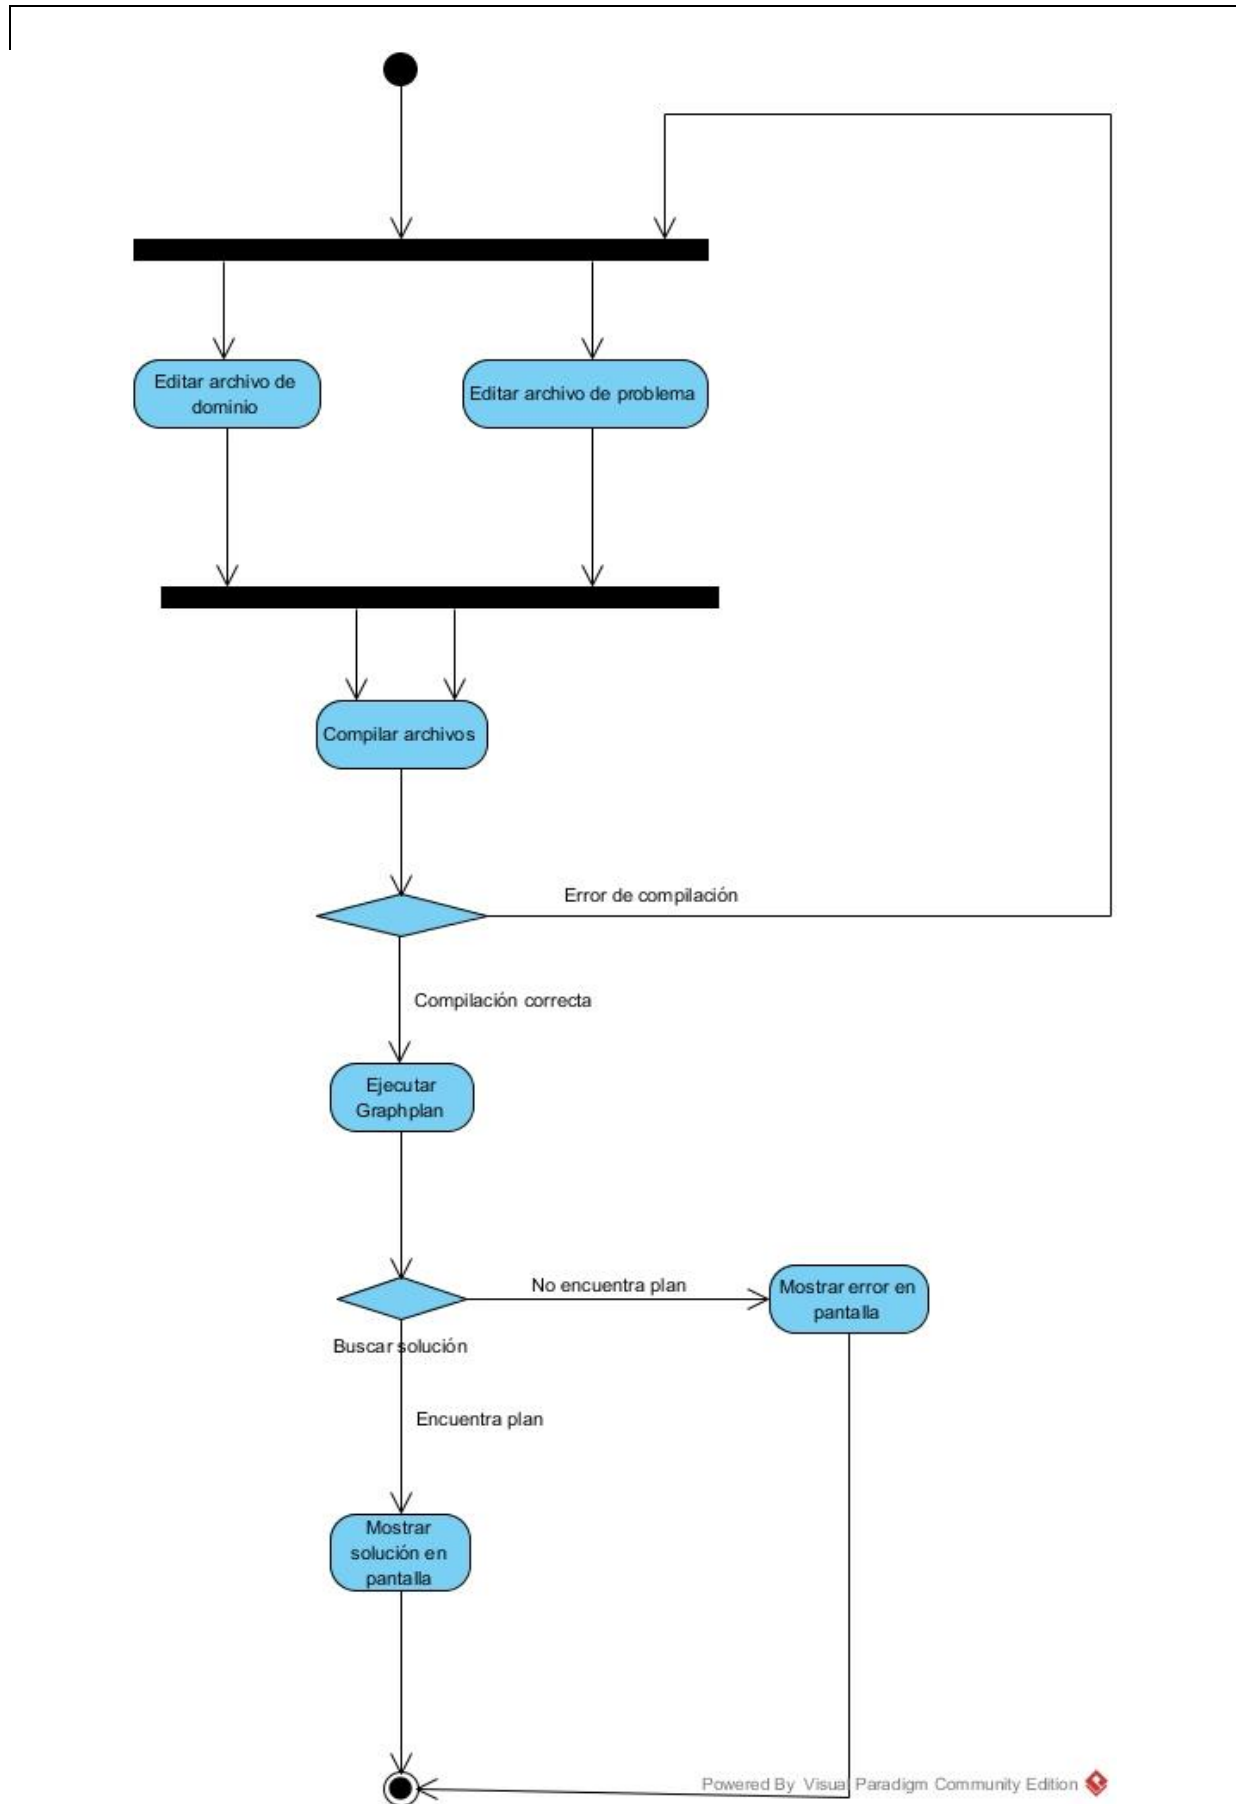 Editar archivo de
dominio
Editar archivo de problema
Compilar archivos
Error de compilación
Compilación correcta
Ejecutar
Graphplan
No encuentra plan
Mostrar error en
pantalla
Buscar solución
Encuentra plan
Mostrar
solución en
pantalla
Powered By Visual Paradigm Community Edition